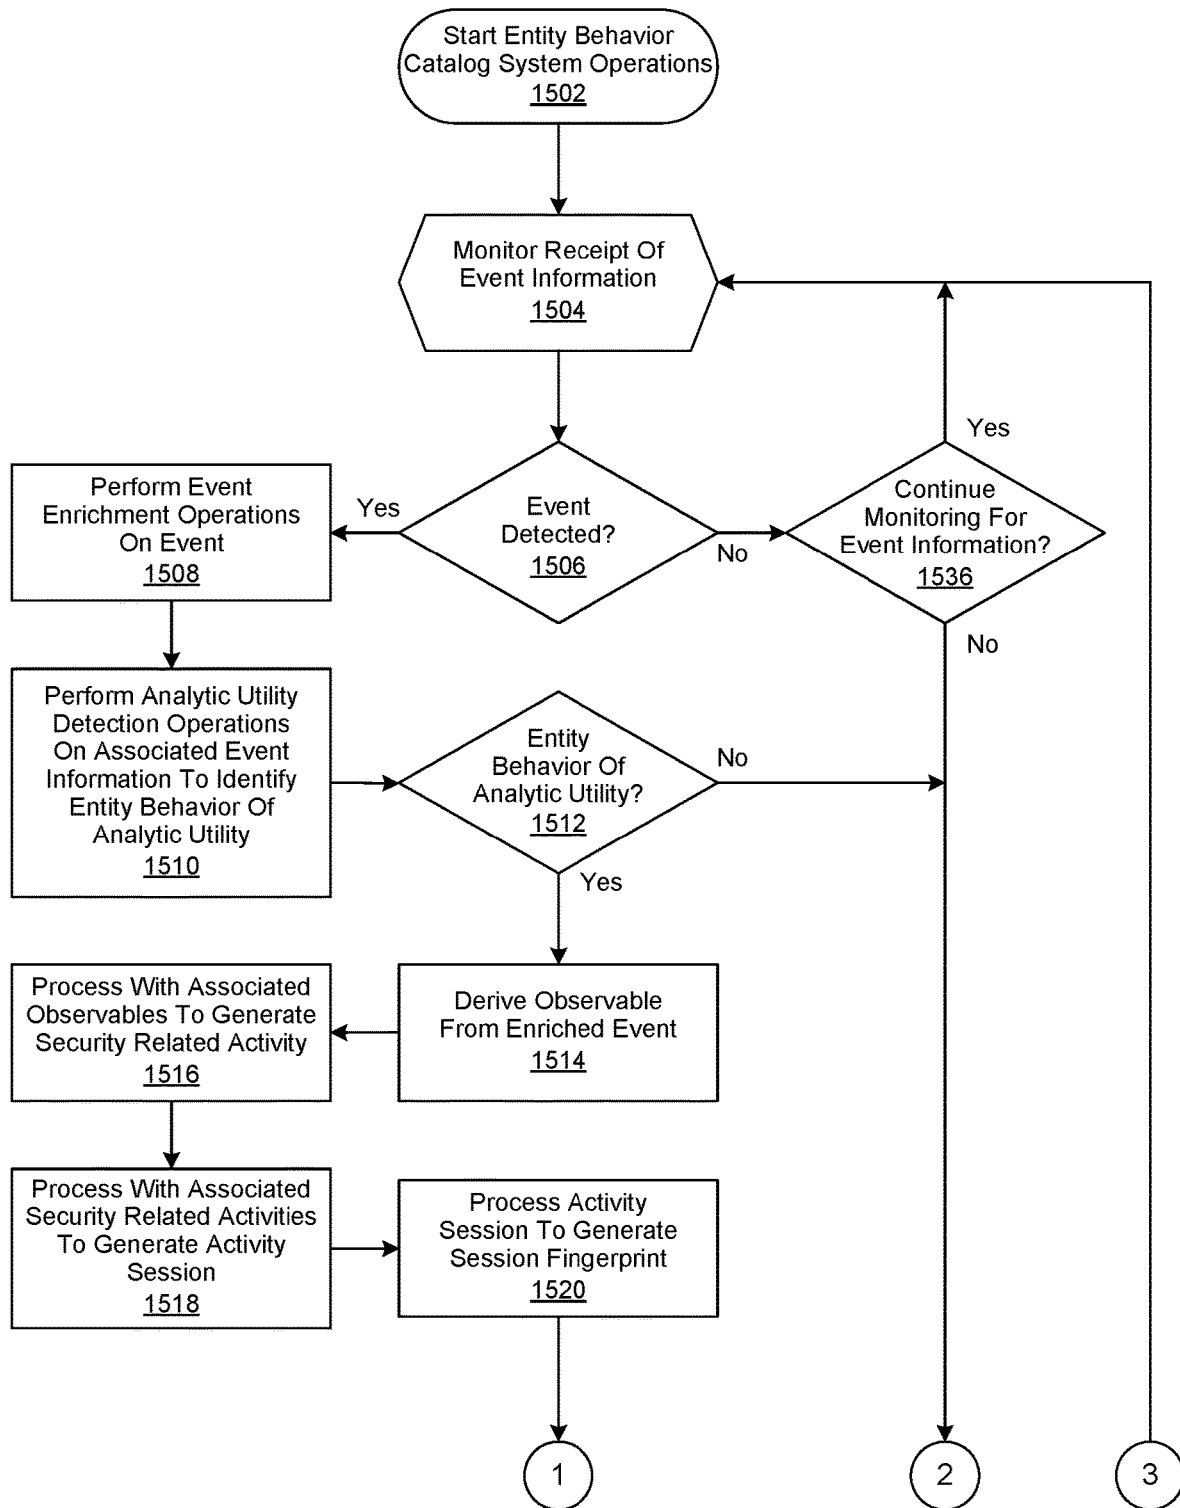 Start Entity Behavior
Catalog System Operations
1502
Monitor Receipt Of
Event Information
1504
Yes
Perform Event
Enrichment Operations
On Event
1508
Yes
Event
Detected?
1506
No
Continue
Monitoring For
Event Information?
1536
No
Perform Analytic Utility
Detection Operations
On Associated Event
Information To Identify
Entity Behavior Of
Analytic Utility
1510
Entity
Behavior Of
Analytic Utility?
1512
No
Yes
Process With Associated
Observables To Generate
Security Related Activity
1516
Derive Observable
From Enriched Event
1514
Process With Associated
Security Related Activities
To Generate Activity
Session
1518
Process Activity
Session To Generate
Session Fingerprint
1520
1
2
3